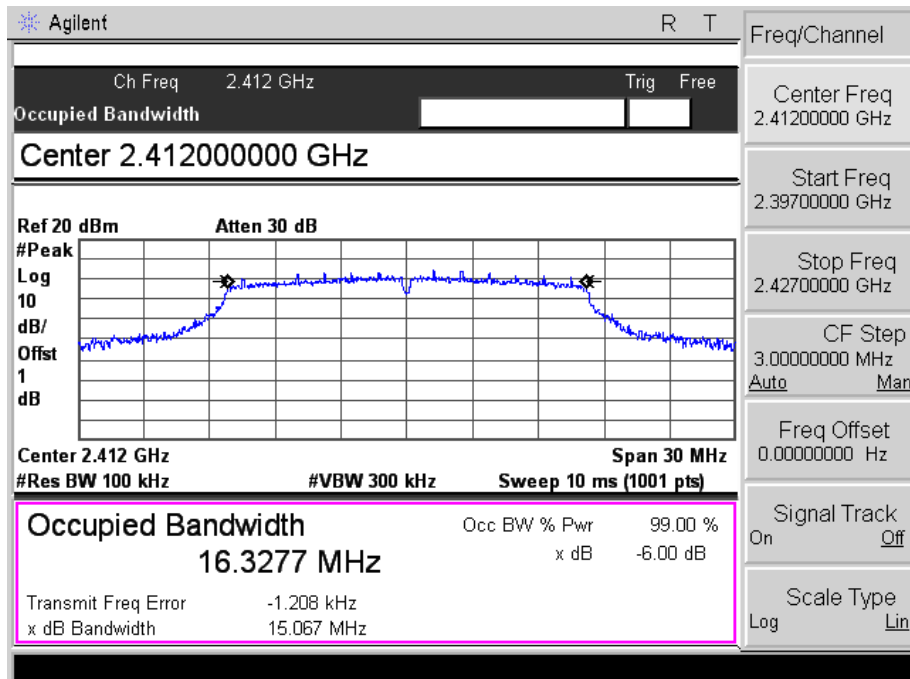 Agilent R T
Ch Freq 2.412 GHz Trig Free
Occupied Bandwidth
Center 2.412000000 GHz
Ref 20 dBm Atten 30 dB
#Peak
Log
10
dB/
Offst
1
dB
Center 2.412 GHz Span 30 MHz
#Res BW 100 kHz #VBW 300 kHz Sweep 10 ms (1001 pts)
Occupied Bandwidth
16.3277 MHz
Occ BW % Pwr 99.00 %
x dB -6.00 dB
Transmit Freq Error -1.208 kHz
x dB Bandwidth 15.067 MHz
Freq/Channel
Center Freq
2.41200000 GHz
Start Freq
2.39700000 GHz
Stop Freq
2.42700000 GHz
CF Step
3.00000000 MHz
Auto Man
Freq Offset
0.00000000 Hz
Signal Track
On Off
Scale Type
Log Lin